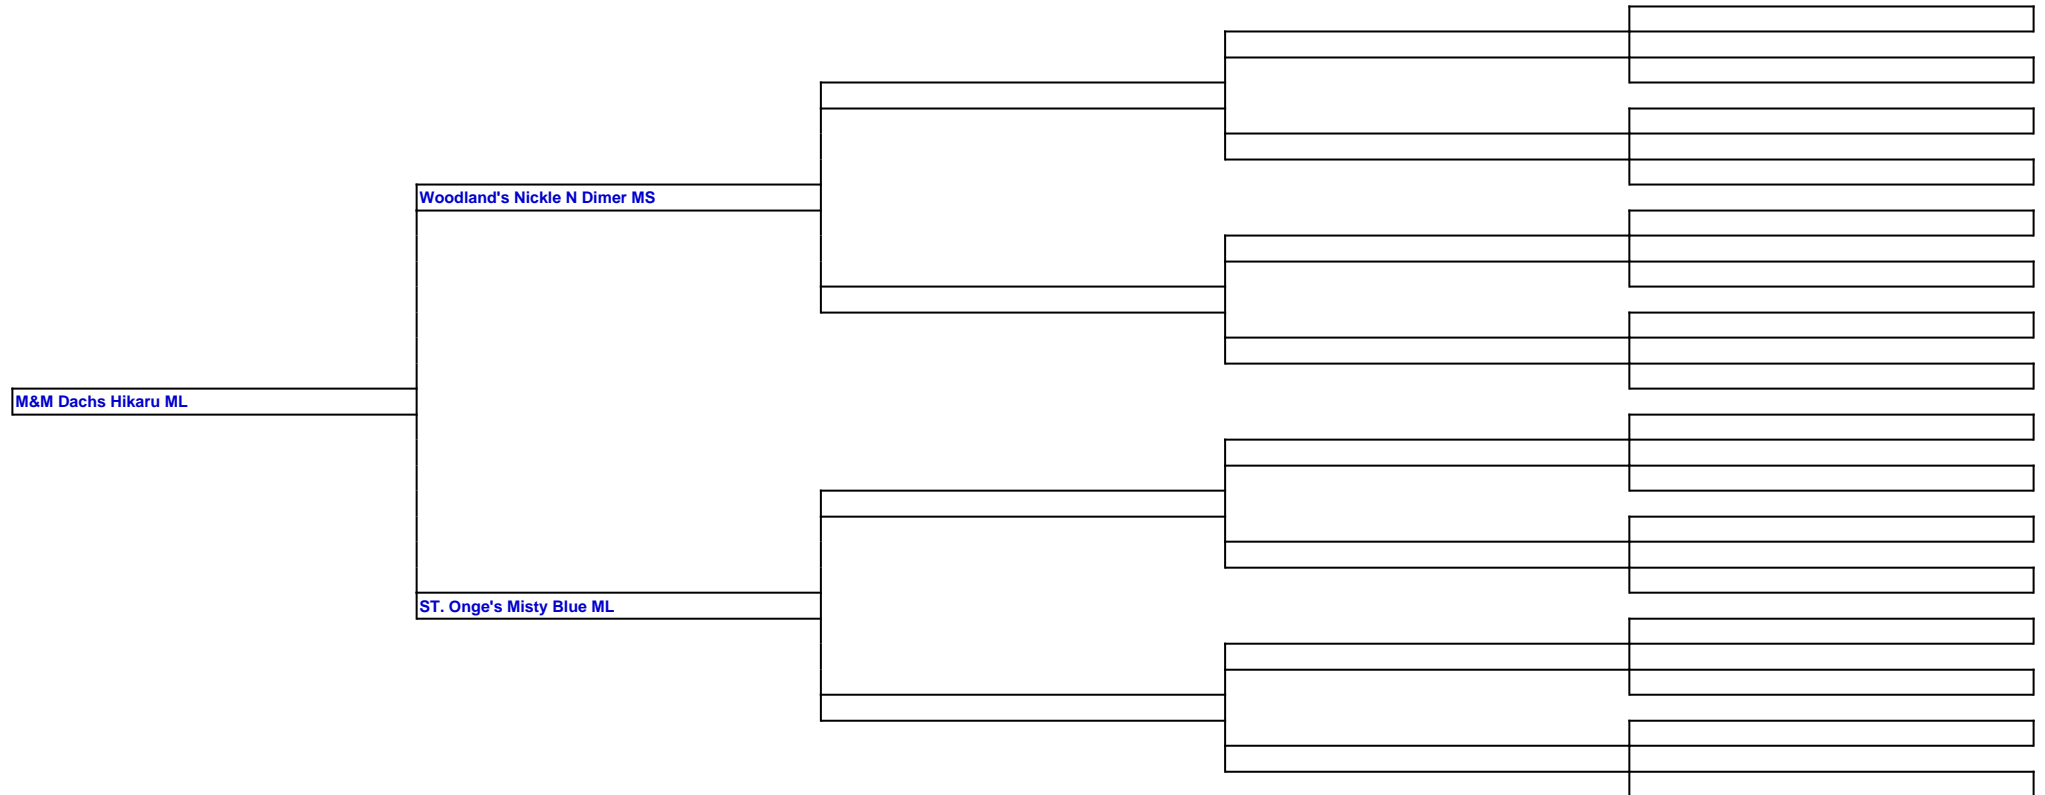 Woodland's Nickle N Dimer MS
M&M Dachs Hikaru ML
ST. Onge's Misty Blue ML